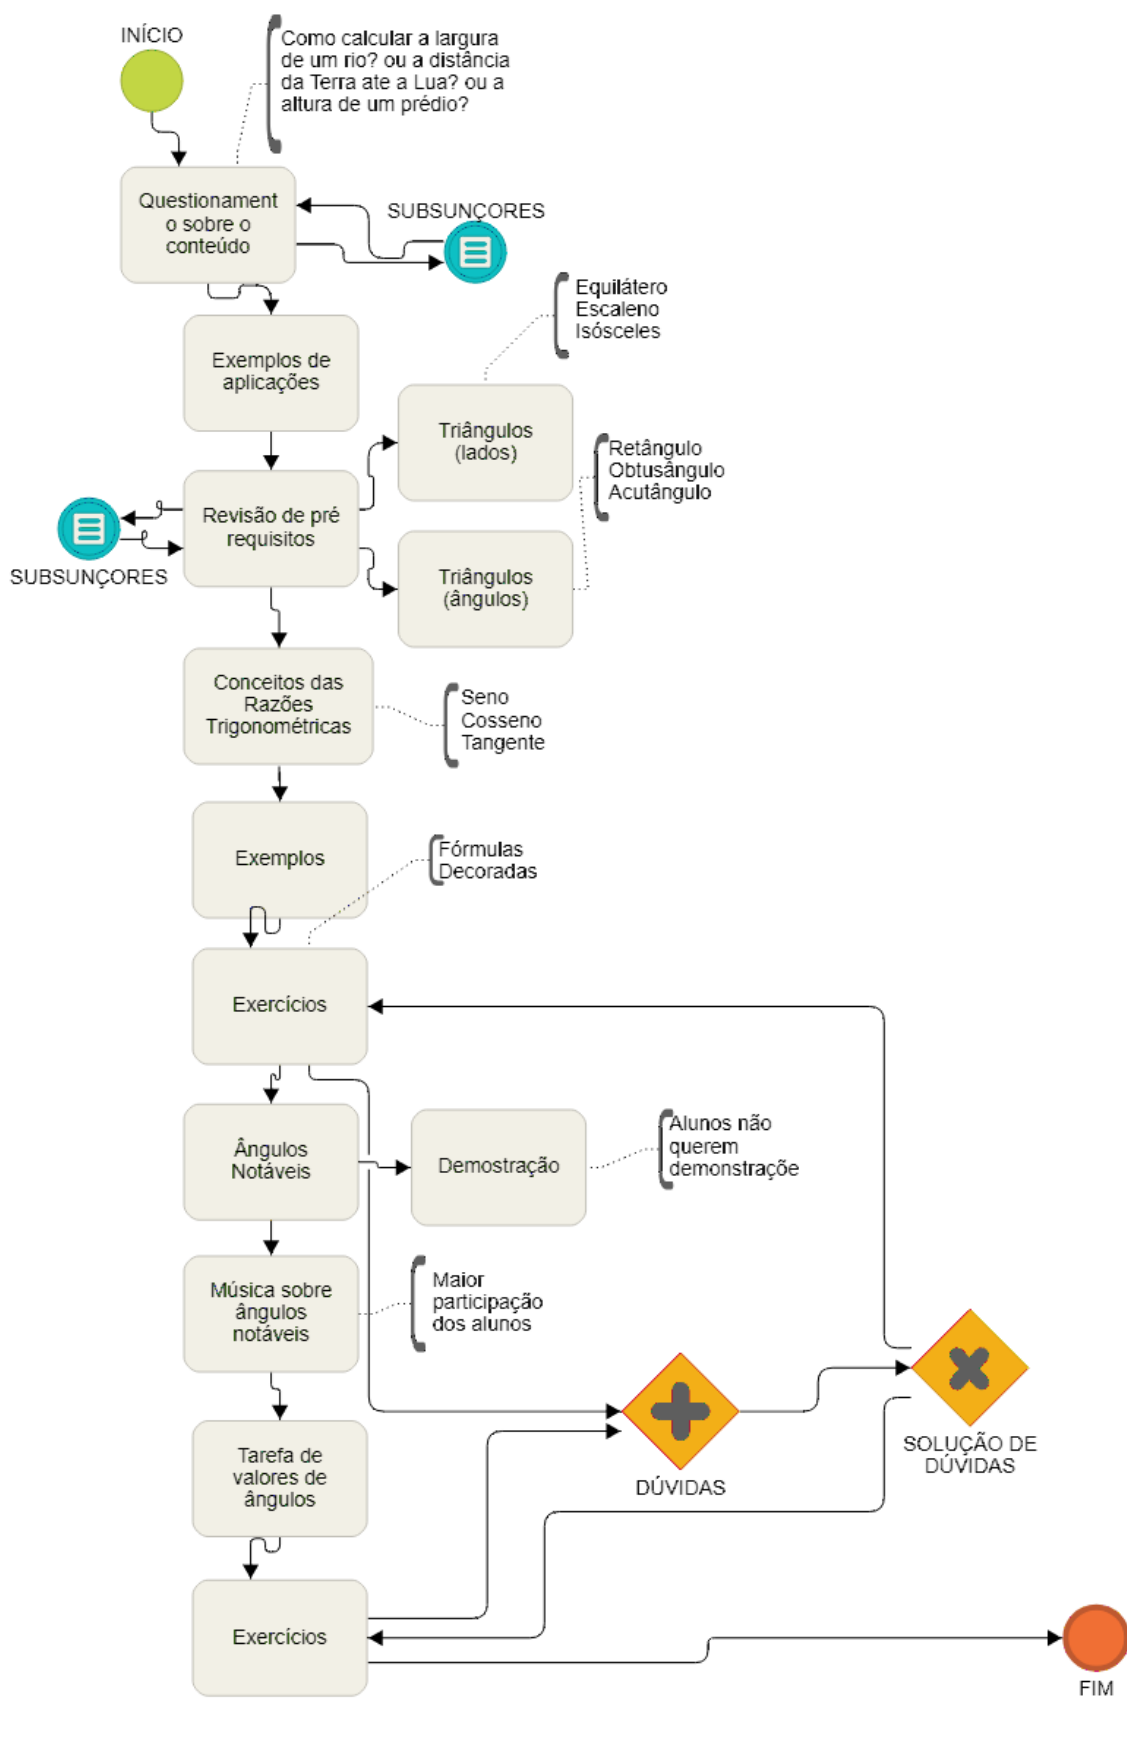 INÍCIO
Como calcular a largura
de um rio? ou a distância
da Terra ate a Lua? ou a
altura de um prédio?
Questionament
o sobre o
conteúdo
SUBSUNÇORES
Exemplos de
aplicações
Equilátero
Escaleno
Isósceles
Triângulos
(lados)
Retângulo
Obtusângulo
Acutângulo
Revisão de pré
requisitos
SUBSUNÇORES
Triângulos
(ângulos)
Conceitos das
Razões
Trigonométricas
Seno
Cosseno
Tangente
Exemplos
Fórmulas
Decoradas
Exercícios
Ângulos
Notáveis
Demostração
Alunos não
querem
demonstraçõe
Música sobre
ângulos
notáveis
Maior
participação
dos alunos
DÚVIDAS
SOLUÇÃO DE
DÚVIDAS
Tarefa de
valores de
ângulos
Exercícios
FIM